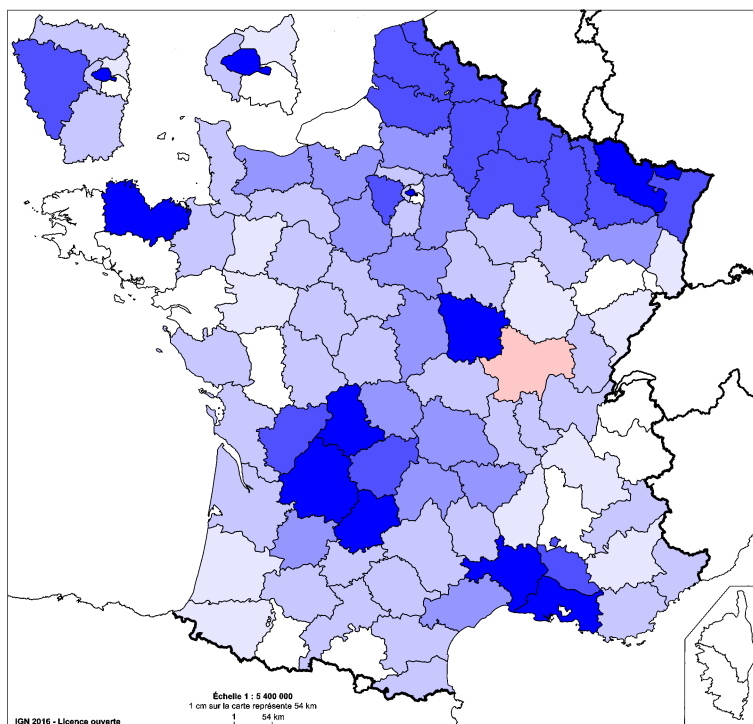 Échelle 1 : 5 400 000
1 cm sur la carte représente 54 km
1 54 km
IGN 2016 - Licence ouverte